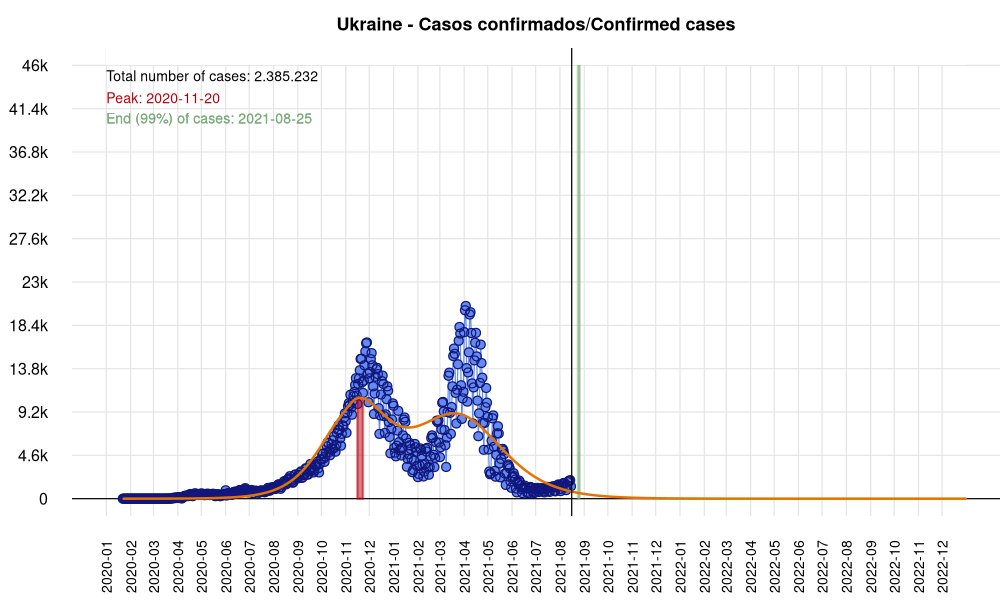 Ukraine - Casos confirmados/Confirmed cases
Total number of cases: 2.385.232
Peak: 2020-11-20
End (99%) of cases: 2021-08-25
46k
41.4k
36.8k
32.2k
27.6k
23k
18.4k
13.8k
9.2k
4.6k
0
2020-01
2020-02
2020-03
2020-04
2020-05
2020-06
2020-07
2020-08
2020-09
2020-10
2020-11
2020-12
2021-01
2021-02
2021-03
2021-04
2021-05
2021-06
2021-07
2021-08
2021-09
2021-10
2021-11
2021-12
2022-01
2022-02
2022-03
2022-04
2022-05
2022-06
2022-07
2022-08
2022-09
2022-10
2022-11
2022-12